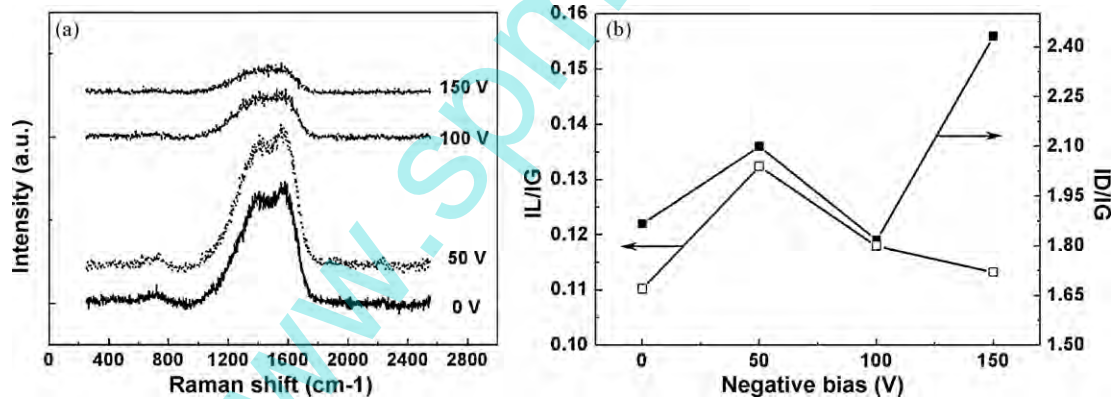 (a)
150 V
100 V
50 V
0 V
Intensity (a.u.)
0 400 800 1200 1600 2000 2400 2800
Raman shift (cm-1)
(b)
0.16
0.15
0.14
0.13
0.12
0.11
0.10
IL/IG
2.40
2.25
2.10
1.95
1.80
1.65
1.50
ID/IG
0 50 100 150
Negative bias (V)
www.spm